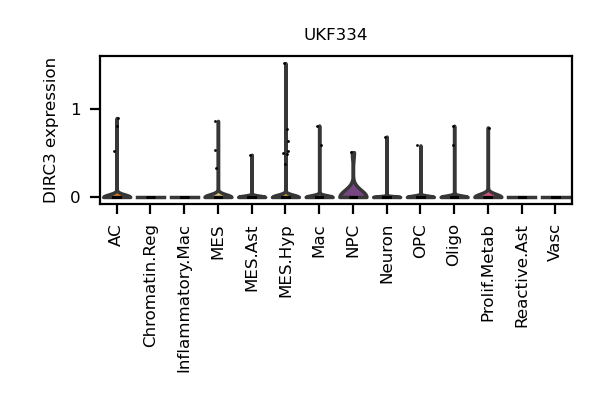 UKF334
DIRC3 expression
1
0
AC
Chromatin.Reg
Inflammatory.Mac
MES
MES.Ast
MES.Hyp
Mac
NPC
Neuron
OPC
Oligo
Prolif.Metab
Reactive.Ast
Vasc